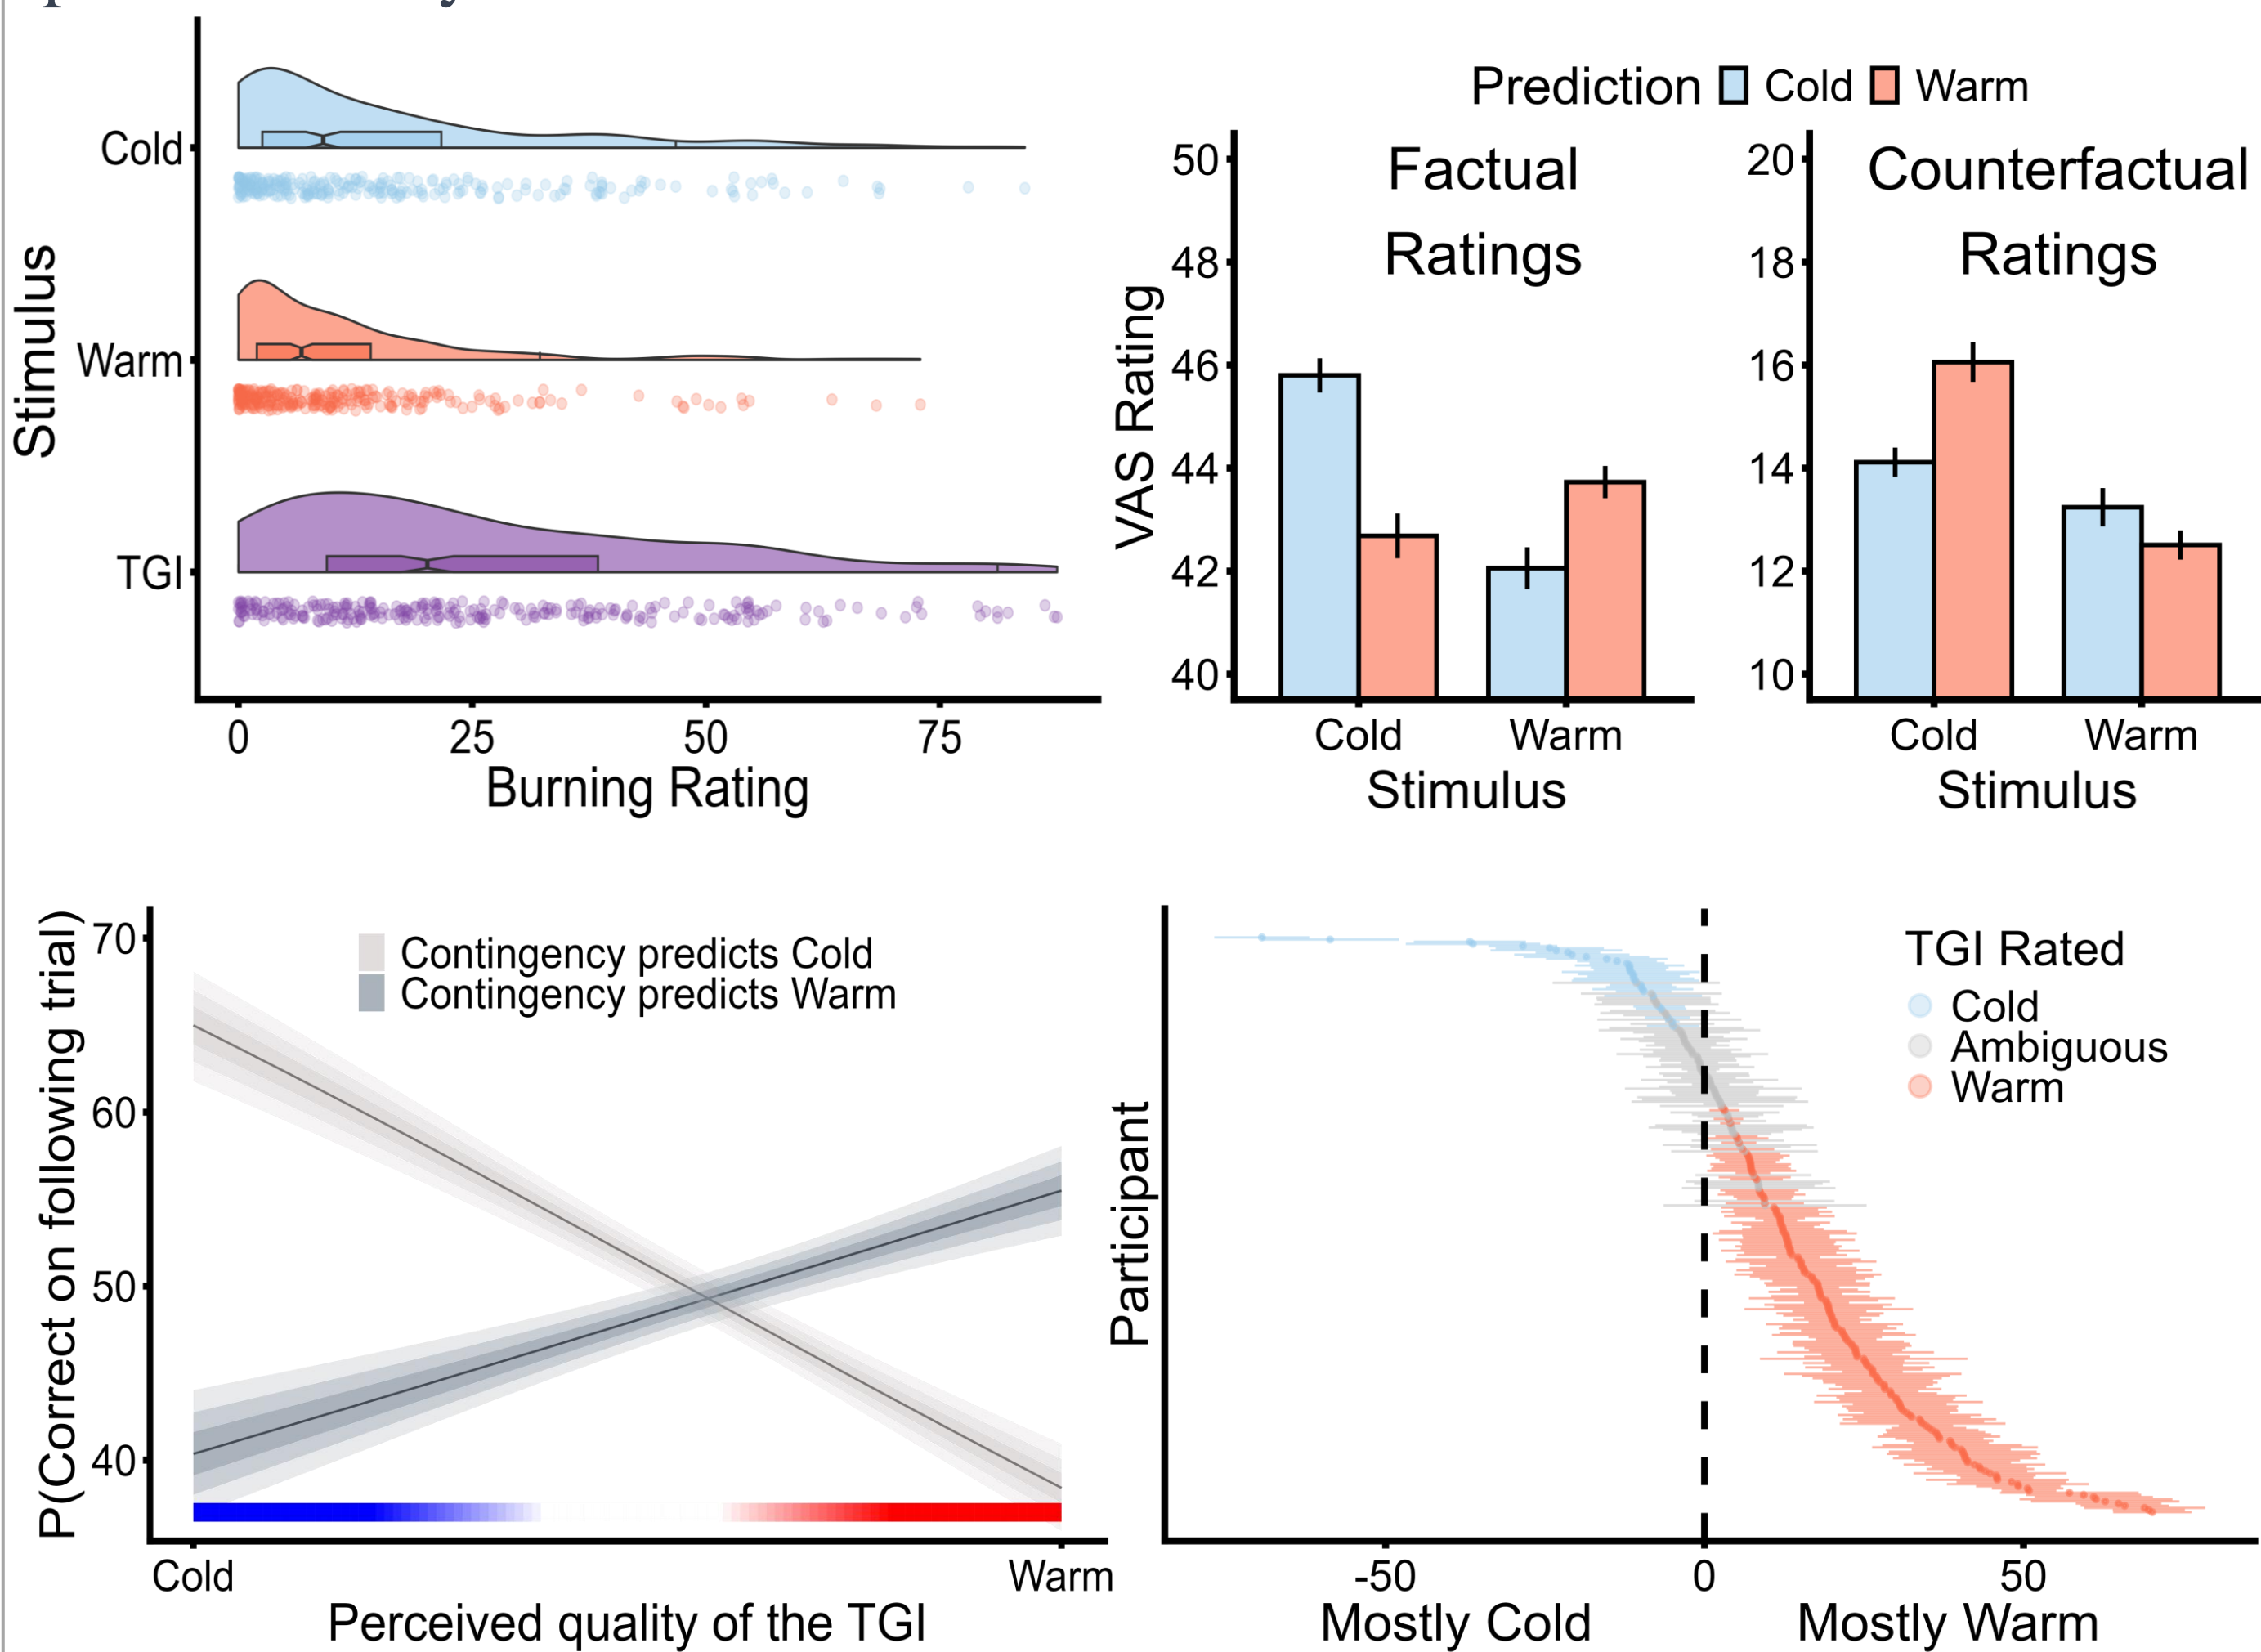 Stimulus
Cold
Warm
TGI
0 25 50 75
Burning Rating
Prediction Cold Warm
Factual
Ratings
VAS Rating
50
48
46
44
42
40
Cold Warm
Stimulus
Counterfactual
Ratings
20
18
16
14
12
10
Cold Warm
Stimulus
P(Correct on following trial)
70
60
50
40
Contingency predicts Cold
Contingency predicts Warm
Cold Warm
Perceived quality of the TGI
Participant
TGI Rated
Cold
Ambiguous
Warm
-50 0 50
Mostly Cold Mostly Warm